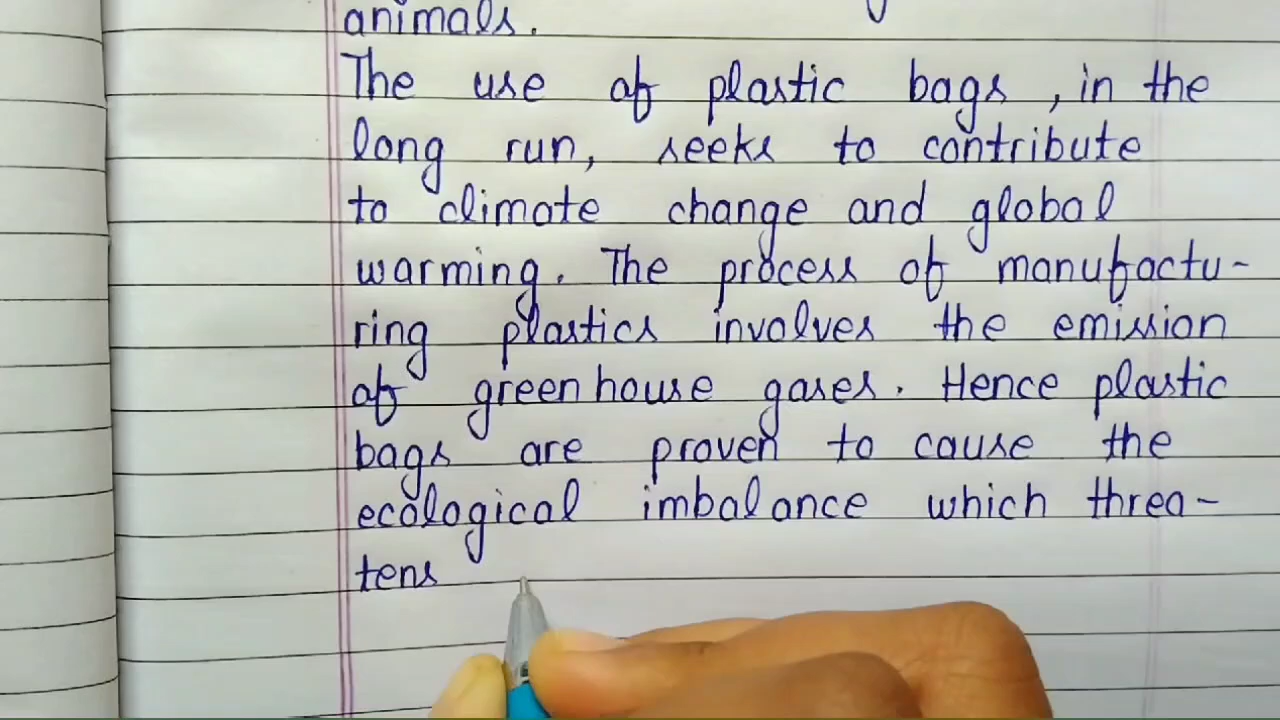 animals.
The use of plastic bags , in the
long run, seeks to contribute
to climate change and global
warming. The process of manufactu-
ring plastics involves the emission
of greenhouse gases. Hence plastic
bags are proven to cause the
ecological imbalance which threa-
tens